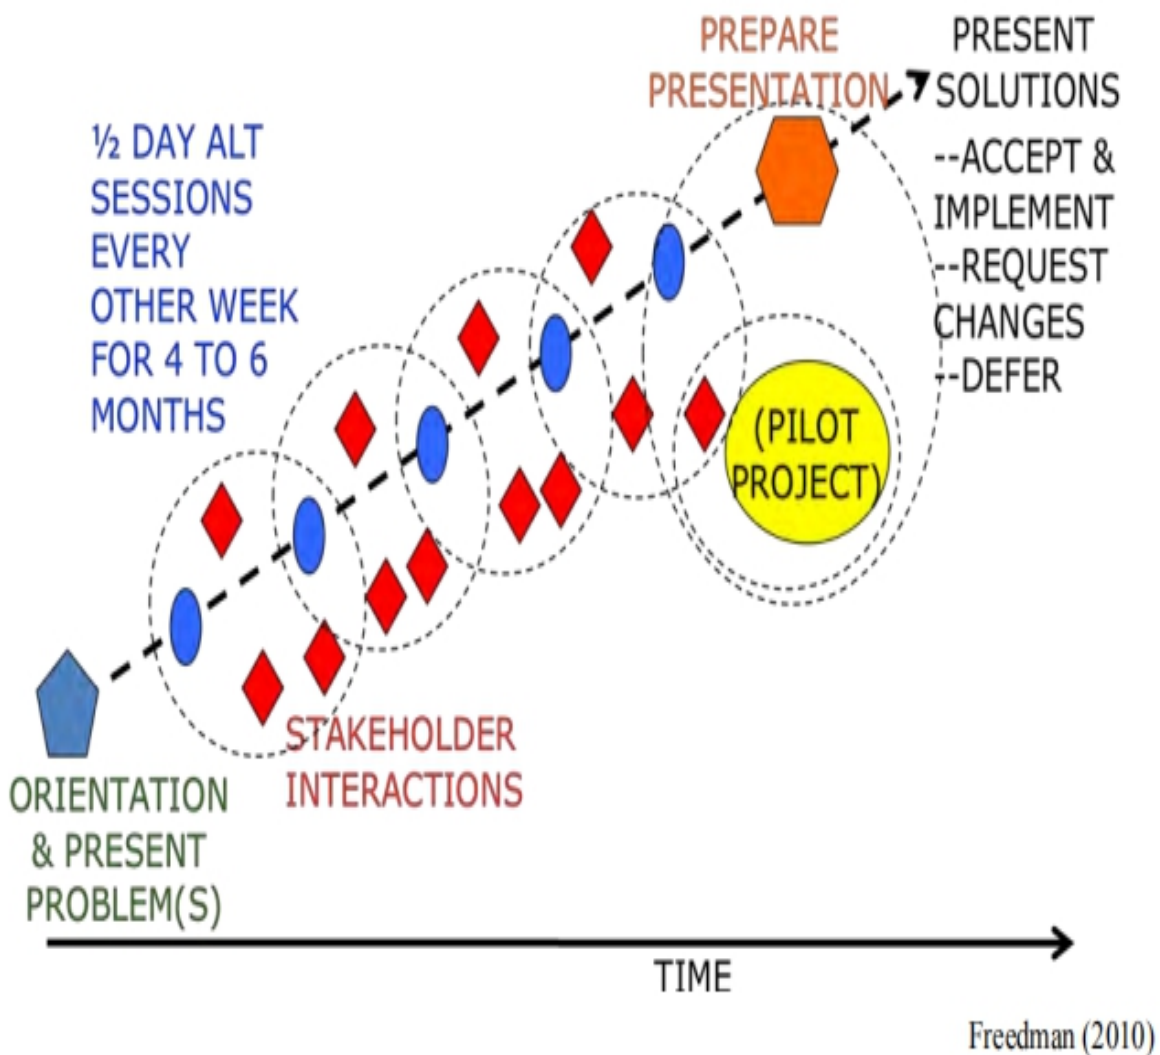 PREPARE
PRESENTATION
PRESENT
SOLUTIONS
--ACCEPT &
IMPLEMENT
--REQUEST
CHANGES
--DEFER
½ DAY ALT
SESSIONS
EVERY
OTHER WEEK
FOR 4 TO 6
MONTHS
(PILOT
PROJECT)
STAKEHOLDER
INTERACTIONS
ORIENTATION
& PRESENT
PROBLEM(S)
TIME
Freedman (2010)